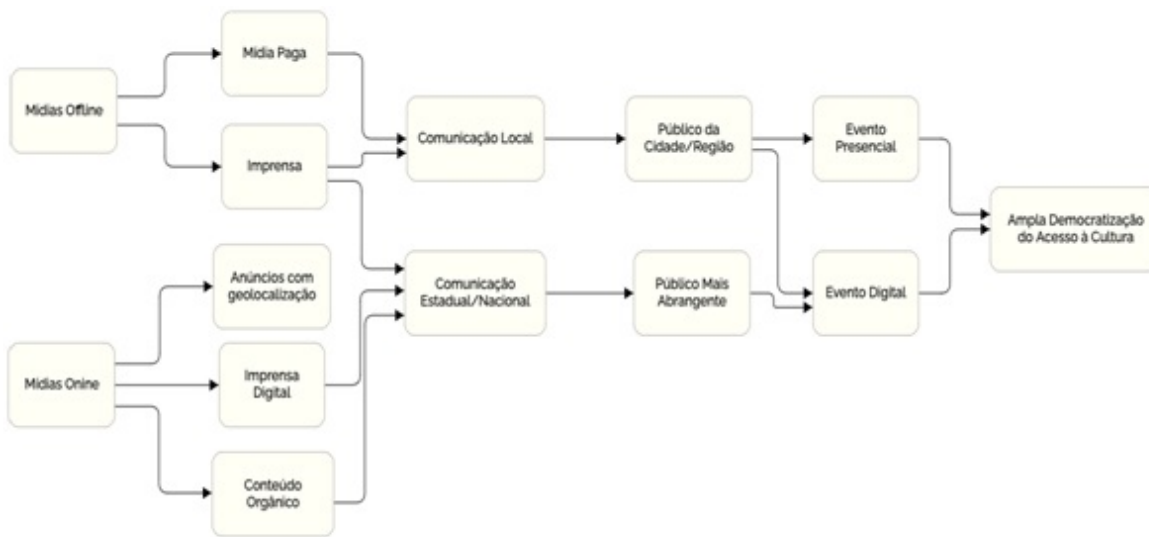 Mídia Paga
Mídias Offline
Comunicação Local
Público da
Cidade/Região
Evento
Presencial
Imprensa
Ampla Democratização
do Acesso à Cultura
Anúncios com
geolocalização
Comunicação
Estadual/Nacional
Público Mais
Abrangente
Evento Digital
Mídias Onine
Imprensa
Digital
Conteúdo
Orgânico